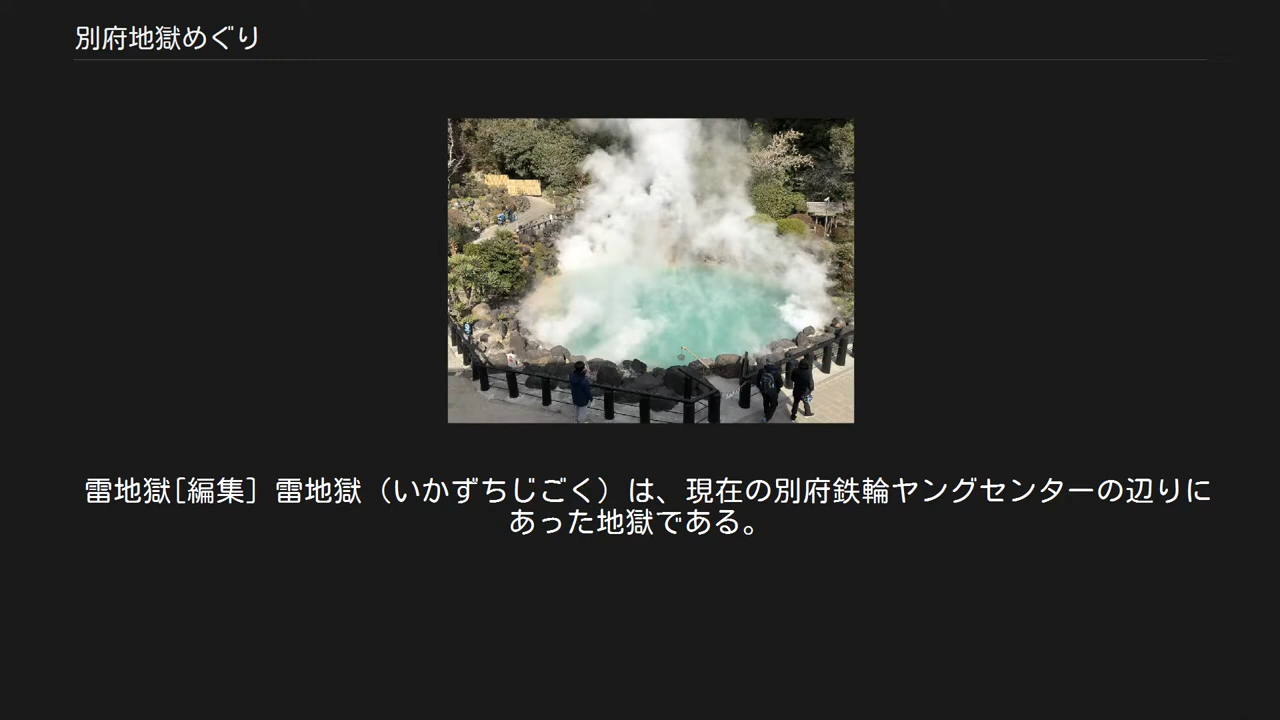 別府地獄めぐり
雷地獄[編集] 雷地獄（いかずちじごく）は、現在の別府鉄輪ヤングセンターの辺りに
あった地獄である。